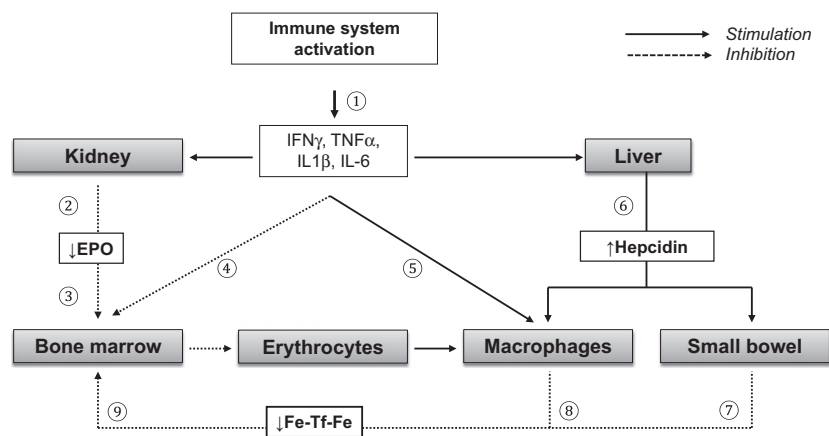 Immune system
activation
Stimulation
Inhibition
①
IFNγ, TNFα,
IL1β, IL-6
Kidney
Liver
②
⑥
↓EPO
↑Hepcidin
④
⑤
③
Bone marrow
Erythrocytes
Macrophages
Small bowel
⑨
↓Fe-Tf-Fe
⑧
⑦